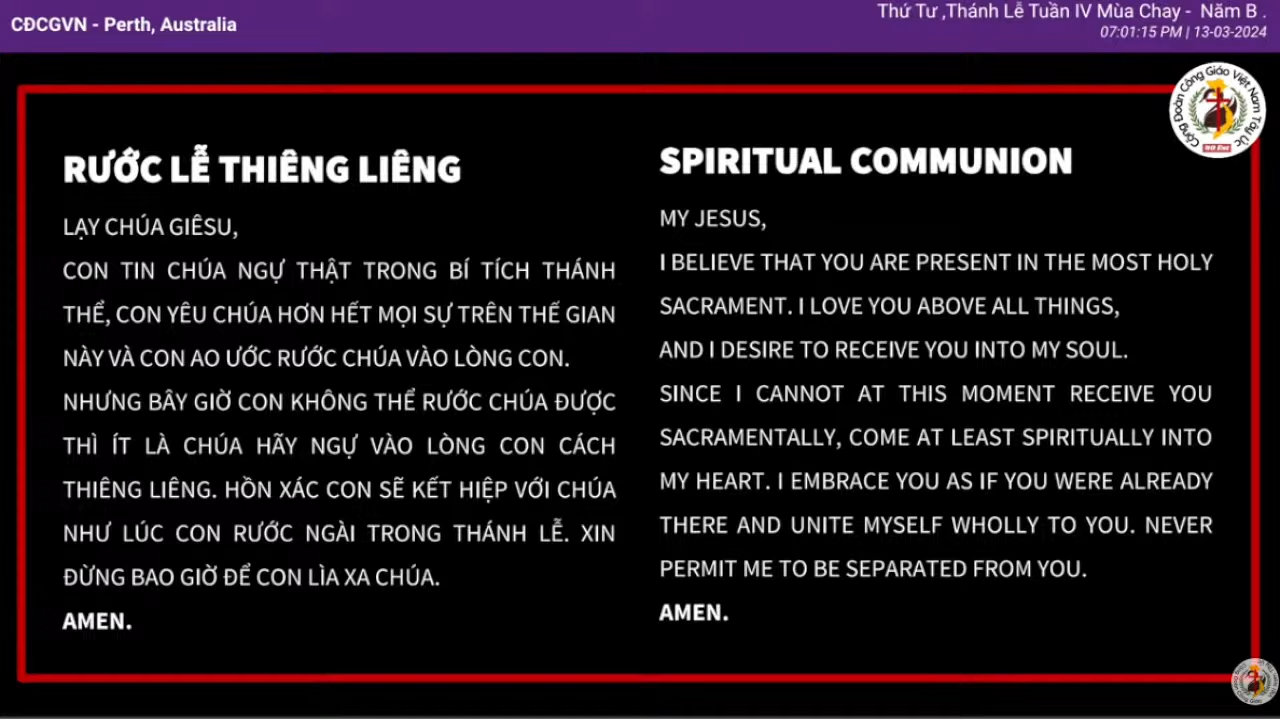 CĐCGVN - Perth, Australia
Thứ Tư ,Thánh Lễ Tuần IV Mùa Chay - Năm B .
07:01:15 PM | 13-03-2024
Cộng Đoàn Công Giáo Việt Nam Tây Úc
RƯỚC LỄ THIÊNG LIÊNG
LẠY CHÚA GIÊSU,
CON TIN CHÚA NGỰ THẬT TRONG BÍ TÍCH THÁNH
THỂ, CON YÊU CHÚA HƠN HẾT MỌI SỰ TRÊN THẾ GIAN
NÀY VÀ CON AO ƯỚC RƯỚC CHÚA VÀO LÒNG CON.
NHƯNG BÂY GIỜ CON KHÔNG THỂ RƯỚC CHÚA ĐƯỢC
THÌ ÍT LÀ CHÚA HÃY NGỰ VÀO LÒNG CON CÁCH
THIÊNG LIÊNG. HỒN XÁC CON SẼ KẾT HIỆP VỚI CHÚA
NHƯ LÚC CON RƯỚC NGÀI TRONG THÁNH LỄ. XIN
ĐỪNG BAO GIỜ ĐỂ CON LÌA XA CHÚA.
AMEN.
SPIRITUAL COMMUNION
MY JESUS,
I BELIEVE THAT YOU ARE PRESENT IN THE MOST HOLY
SACRAMENT. I LOVE YOU ABOVE ALL THINGS,
AND I DESIRE TO RECEIVE YOU INTO MY SOUL.
SINCE I CANNOT AT THIS MOMENT RECEIVE YOU
SACRAMENTALLY, COME AT LEAST SPIRITUALLY INTO
MY HEART. I EMBRACE YOU AS IF YOU WERE ALREADY
THERE AND UNITE MYSELF WHOLLY TO YOU. NEVER
PERMIT ME TO BE SEPARATED FROM YOU.
AMEN.